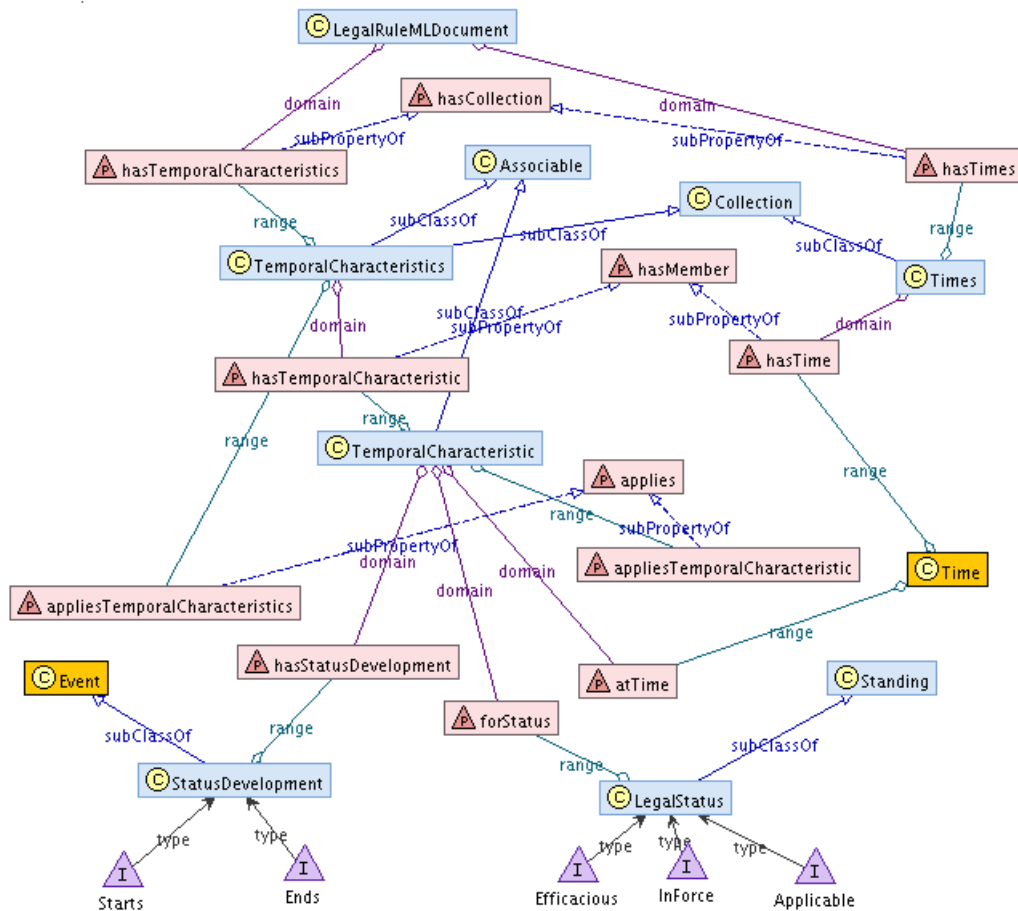 C LegalRuleMLDocument
domain
domain
P hasCollection
subPropertyOf
subPropertyOf
P hasTemporalCharacteristics
C Associable
P hasTimes
C Collection
range
subClassOf
subClassOf
subClassOf
range
C TemporalCharacteristics
P hasMember
C Times
subClassOf
domain
subPropertyOf
subPropertyOf
domain
P hasTime
P hasTemporalCharacteristic
range
range
C TemporalCharacteristic
range
P applies
range
subPropertyOf
subPropertyOf
domain
domain
P appliesTemporalCharacteristic
C Time
domain
P appliesTemporalCharacteristics
range
P hasStatusDevelopment
C Event
P atTime
C Standing
P forStatus
range
subClassOf
subClassOf
range
C StatusDevelopment
C LegalStatus
type
type
type
type
type
I
I
I
I
I
Starts
Ends
Efficacious
InForce
Applicable